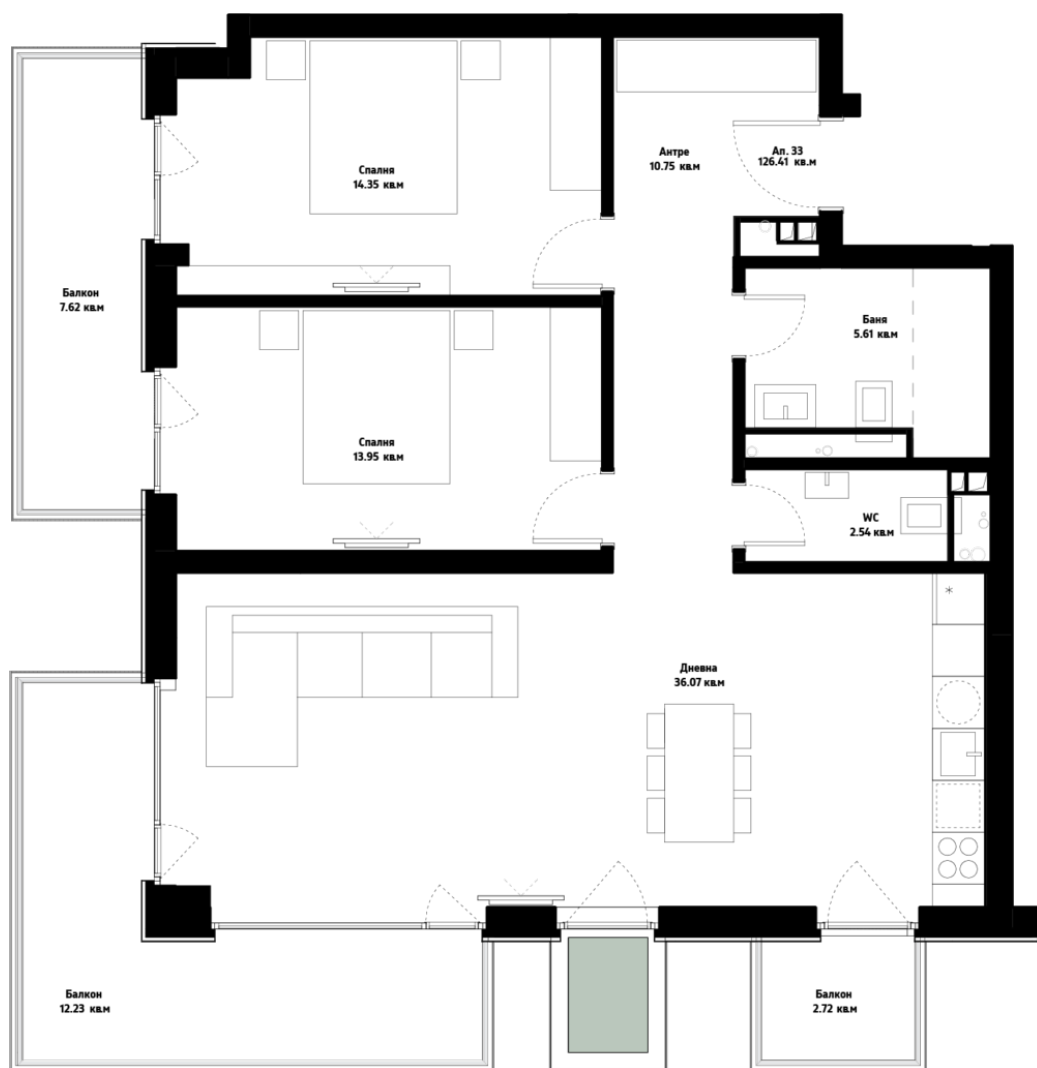 Антре
10.75 кв.м
Ап. 33
126.41 кв.м
Спалня
14.35 кв.м
Балкон
7.62 кв.м
Баня
5.61 кв.м
Спалня
13.95 кв.м
WC
2.54 кв.м
Дневна
36.07 кв.м
Балкон
12.23 кв.м
Балкон
2.72 кв.м